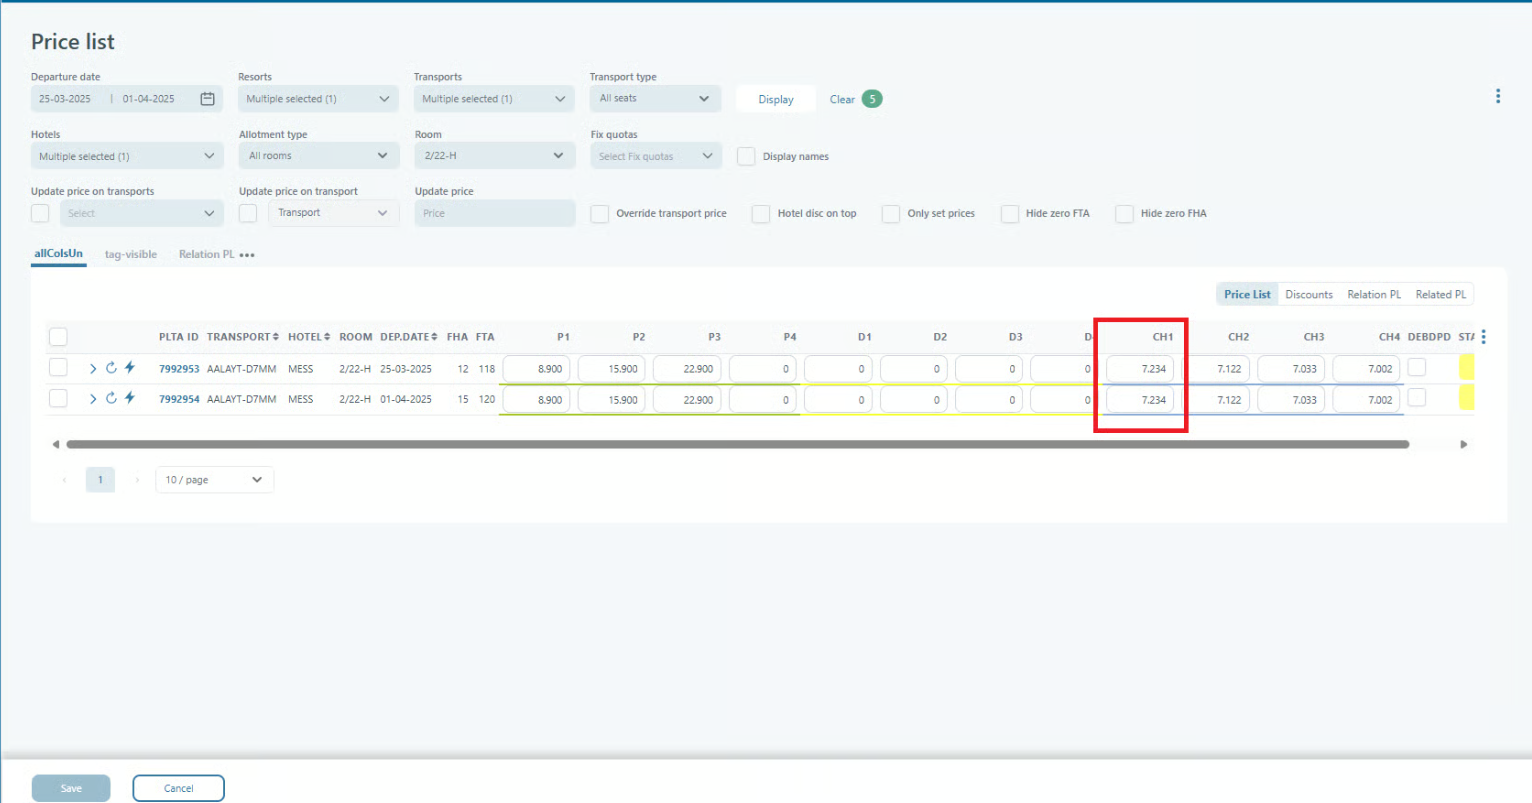 Price list
Departure date Resorts Transports Transport type
25-03-2025 | 01-04-2025 Multiple selected (1) Multiple selected (1) All seats Display Clear 5
Hotels Allotment type Room Fix quotas
Multiple selected (1) All rooms 2/22-H Select Fix quotas Display names
Update price on transports Update price on transport Update price
Select Transport Price Override transport price Hotel disc on top Only set prices Hide zero FTA Hide zero FHA
allColsUn tag-visible Relation PL •••
Price List Discounts Relation PL Related PL
PLTA ID TRANSPORT HOTEL ROOM DEP.DATE FHA FTA P1 P2 P3 P4 D1 D2 D3 CH1 CH2 CH3 CH4 DEBDPD
7992953 AALAYT-D7MM MESS 2/22-H 25-03-2025 12 118 8.900 15.900 22.900 0 0 0 0 0 7.234 7.122 7.033 7.002
7992954 AALAYT-D7MM MESS 2/22-H 01-04-2025 15 120 8.900 15.900 22.900 0 0 0 0 0 7.234 7.122 7.033 7.002
1 10 / page
Save Cancel